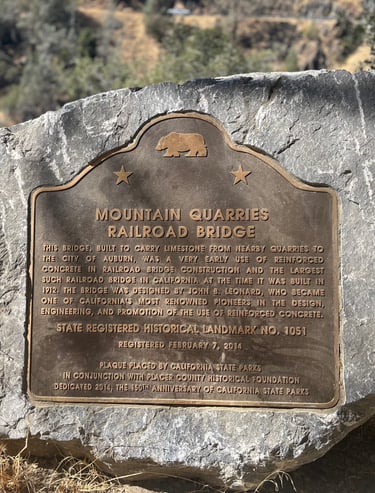 MOUNTAIN QUARRIES
RAILROAD BRIDGE
THIS BRIDGE, BUILT TO CARRY LIMESTONE FROM NEARBY QUARRIES TO
THE CITY OF AUBURN, WAS A VERY EARLY USE OF REINFORCED
CONCRETE IN RAILROAD BRIDGE CONSTRUCTION AND THE LARGEST
SUCH RAILROAD BRIDGE IN CALIFORNIA, AT THE TIME IT WAS BUILT IN
1912. THE BRIDGE WAS DESIGNED BY JOHN B. LEONARD, WHO BECAME
ONE OF CALIFORNIA'S MOST RENOWNED PIONEERS IN THE DESIGN,
ENGINEERING, AND PROMOTION OF THE USE OF REINFORCED CONCRETE.
STATE REGISTERED HISTORICAL LANDMARK NO. 1051
REGISTERED FEBRUARY 7, 2014
PLAQUE PLACED BY CALIFORNIA STATE PARKS
IN CONJUNCTION WITH PLACER COUNTY HISTORICAL FOUNDATION
DEDICATED 2014, THE 150TH ANNIVERSARY OF CALIFORNIA STATE PARKS